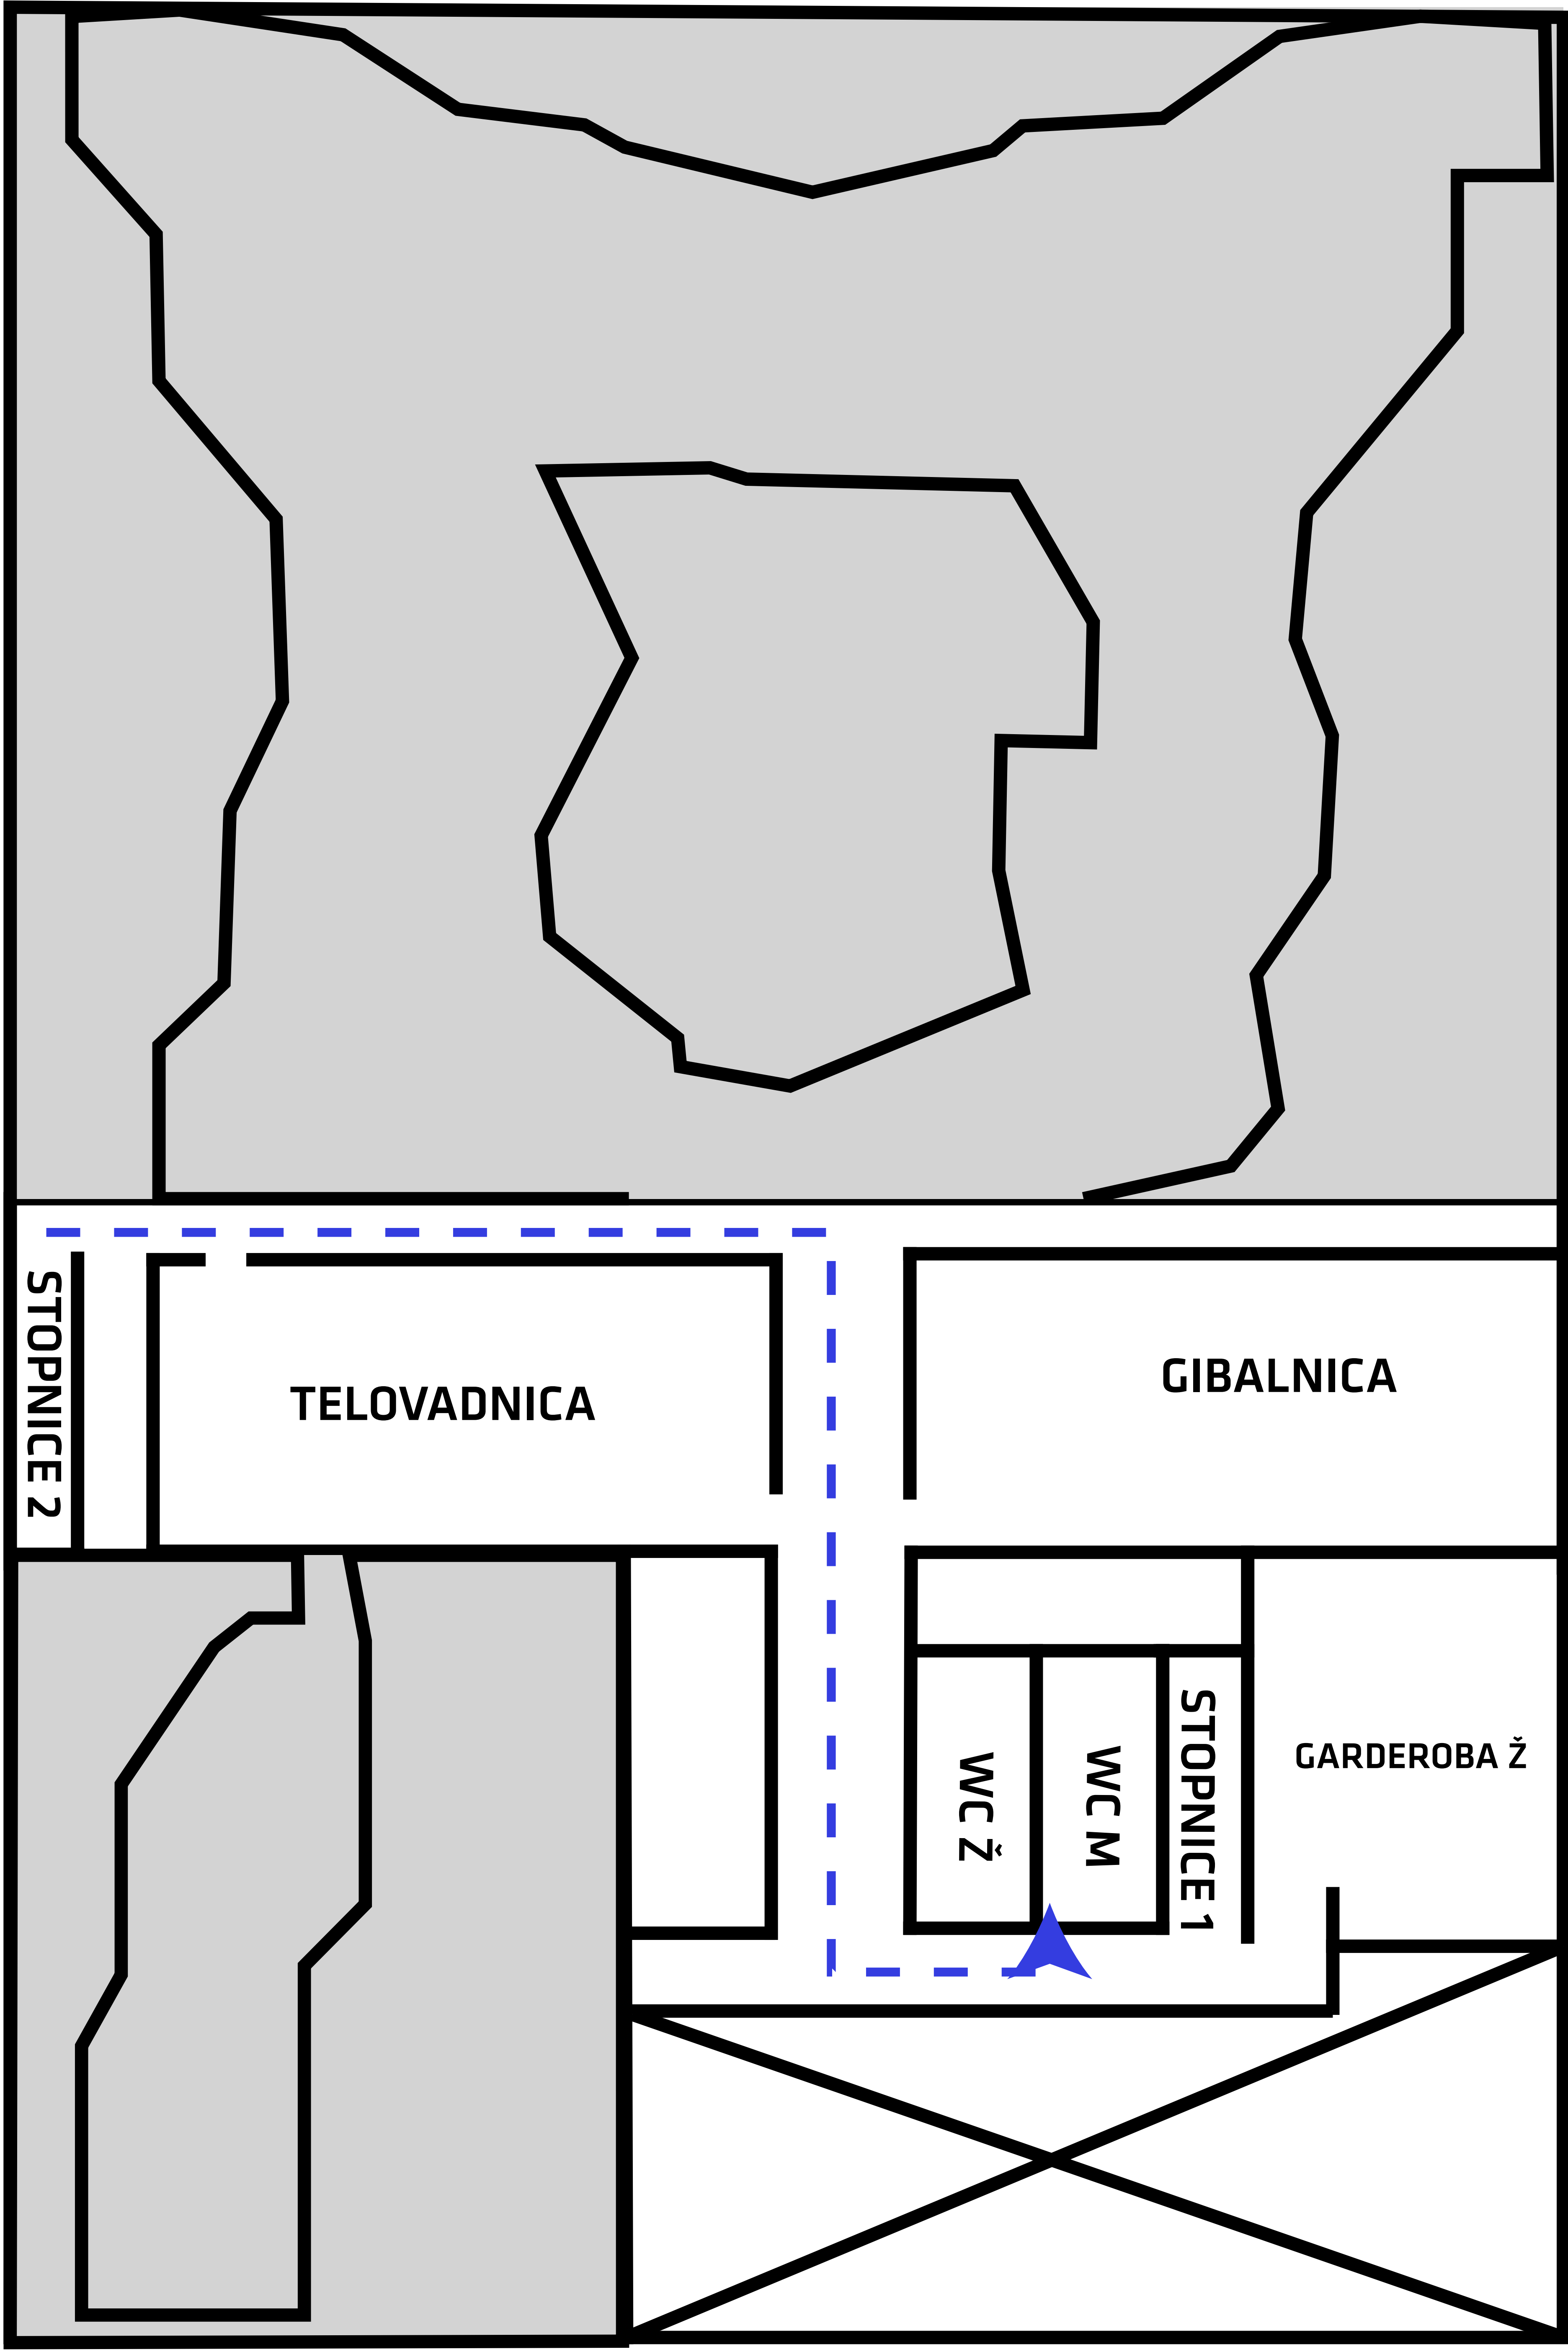 STOPNICE 2
TELOVADNICA
GIBALNICA
WC Ž
WC M
STOPNICE 1
GARDEROBA Ž